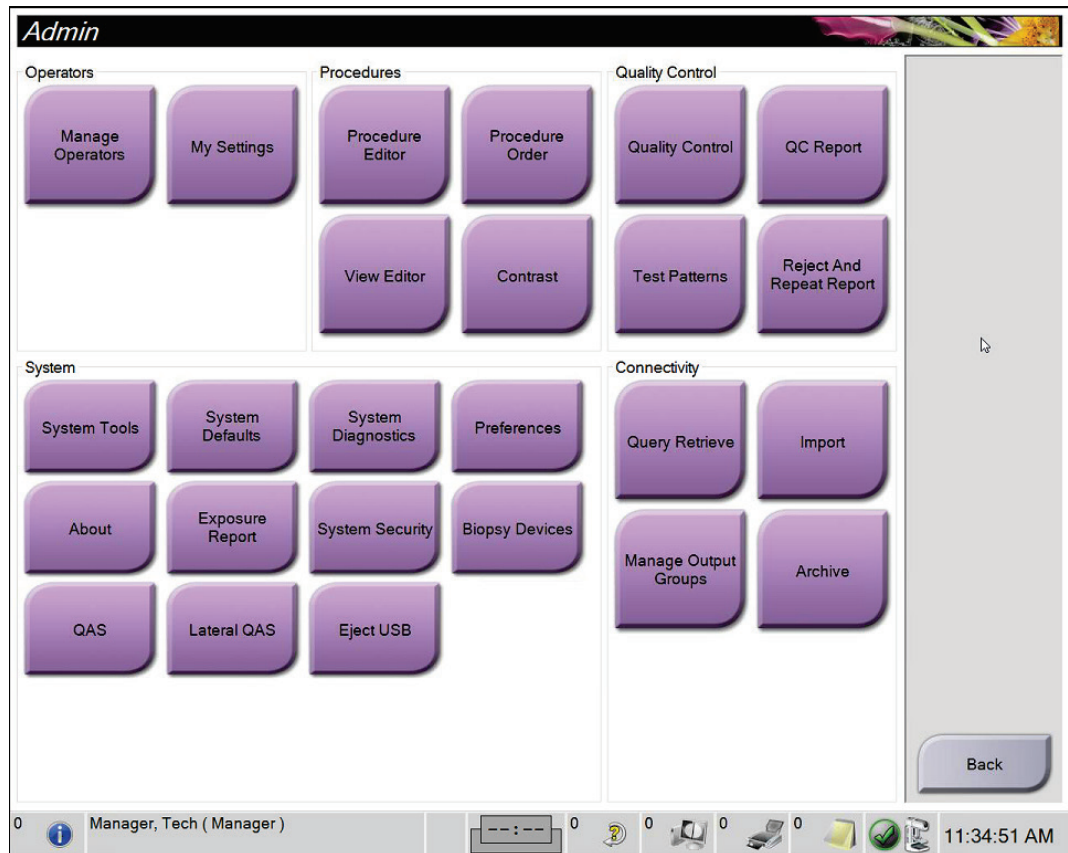 Admin
Operators
Manage
Operators
My Settings
Procedures
Procedure
Editor
Procedure
Order
View Editor
Contrast
Quality Control
Quality Control
QC Report
Test Patterns
Reject And
Repeat Report
System
System Tools
System
Defaults
System
Diagnostics
Preferences
About
Exposure
Report
System Security
Biopsy Devices
QAS
Lateral QAS
Eject USB
Connectivity
Query Retrieve
Import
Manage Output
Groups
Archive
Back
0
Manager, Tech ( Manager )
--:--
0
0
0
0
11:34:51 AM